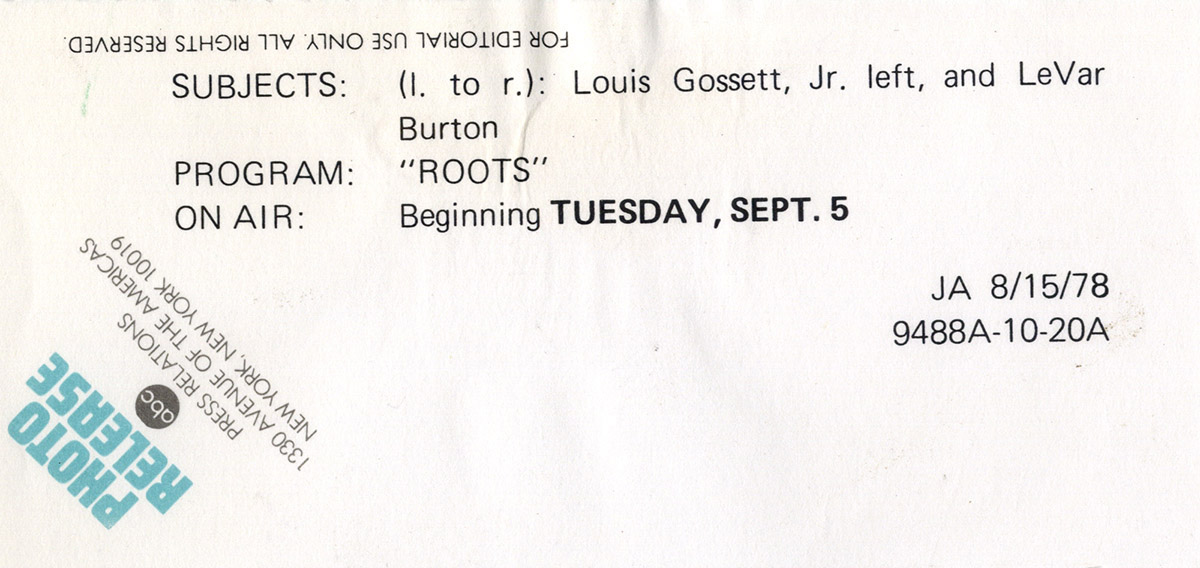 FOR EDITORIAL USE ONLY. ALL RIGHTS RESERVED.
SUBJECTS: (l. to r.): Louis Gossett, Jr. left, and LeVar
Burton
PROGRAM: "ROOTS"
ON AIR: Beginning TUESDAY, SEPT. 5
JA 8/15/78
9488A-10-20A
PHOTO
RELEASE
abc
PRESS RELATIONS
1330 AVENUE OF THE AMERICAS
NEW YORK, NEW YORK 10019